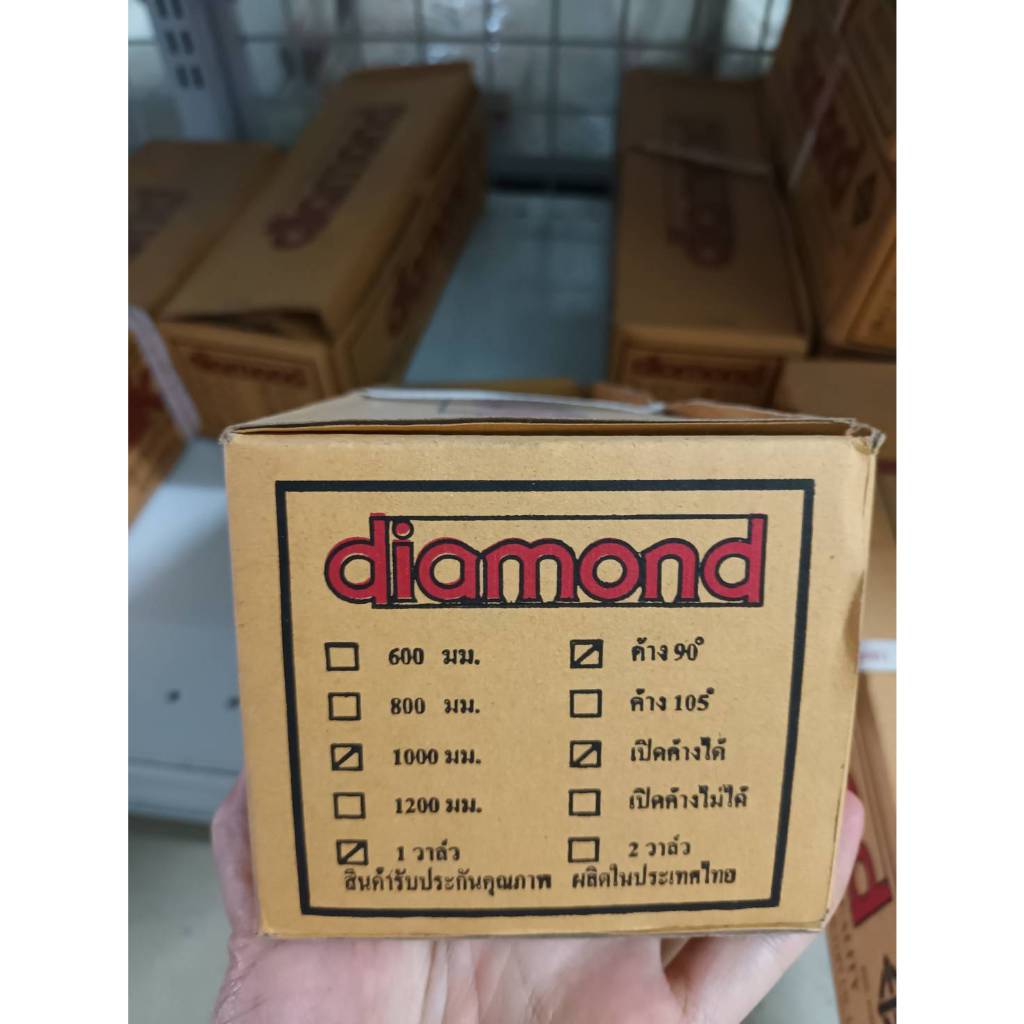 diamond
diamond
diamond
diamond
diamond
600 มม. ค้าง 90°
800 มม. ค้าง 105°
1000 มม. เปิดค้างได้
1200 มม. เปิดค้างไม่ได้
1 วาล์ว 2 วาล์ว
สินค้ารับประกันคุณภาพ ผลิตในประเทศไทย